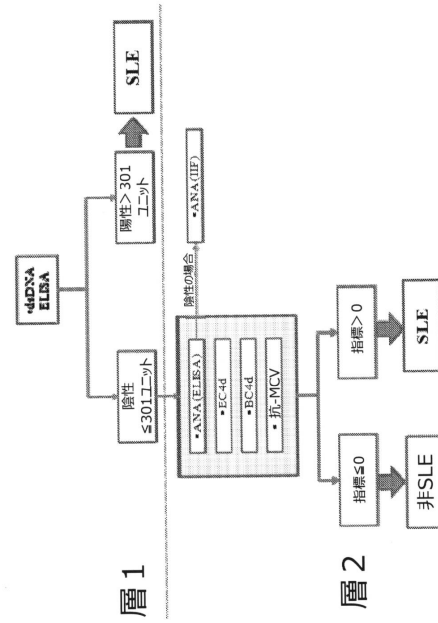 層1
•dsDNA
ELISA
陰性
≦301ユニット
陽性＞301
ユニット
SLE
層2
•ANA(ELISA)
•EC4d
•BC4d
•抗-MCV
陰性の場合
•ANA(IIF)
指標≦0
指標＞0
非SLE
SLE